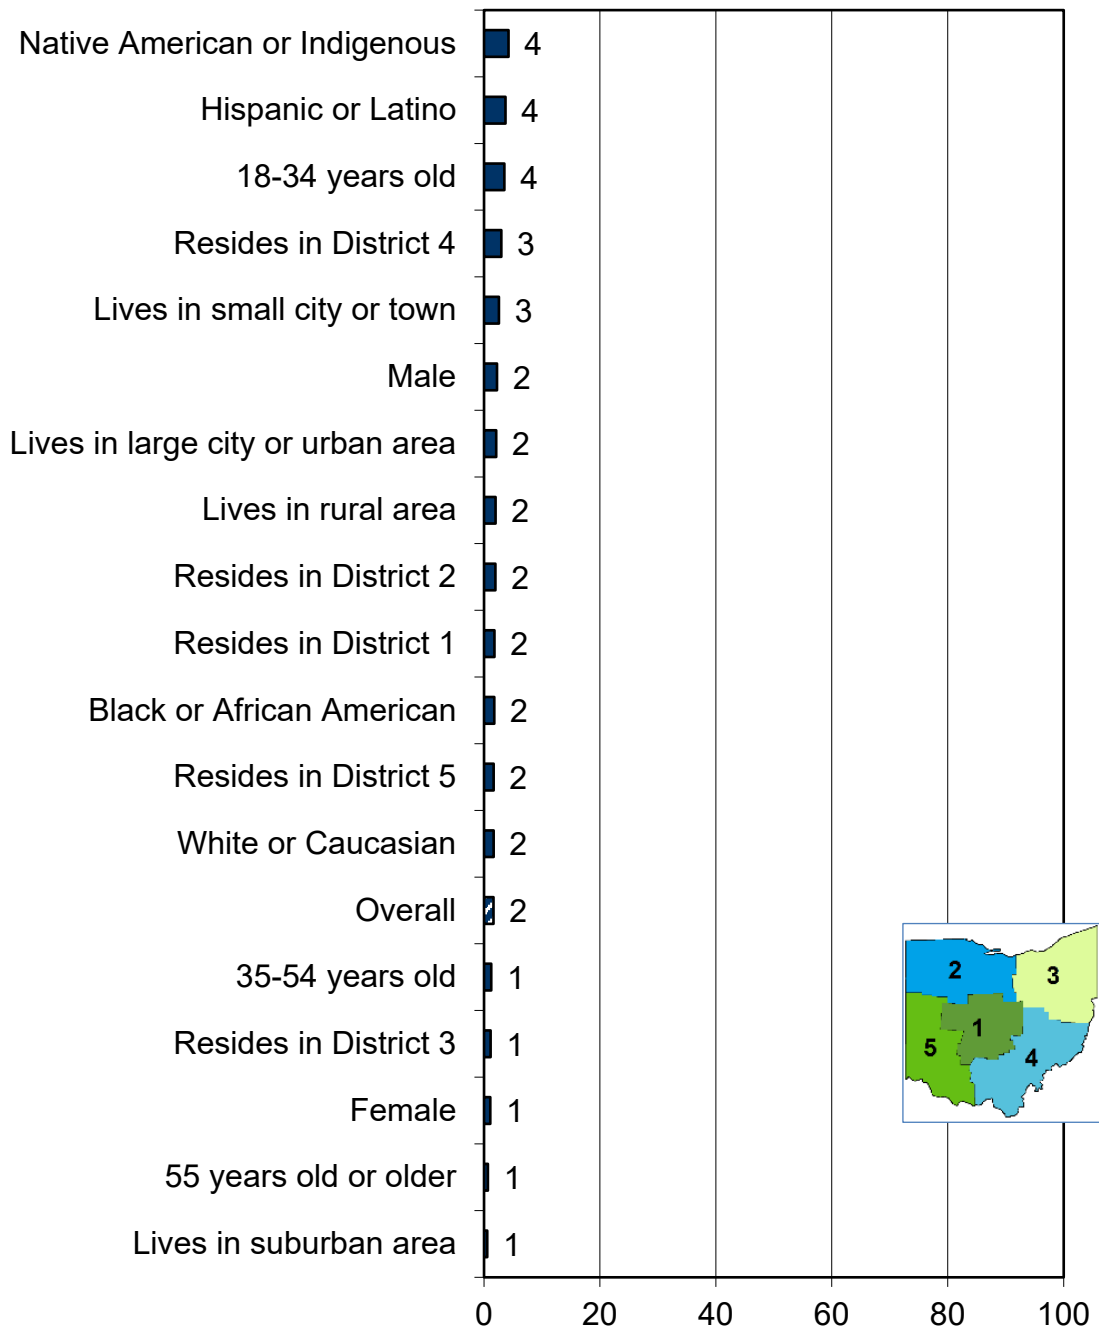 Native American or Indigenous 4
Hispanic or Latino 4
18-34 years old 4
Resides in District 4 3
Lives in small city or town 3
Male 2
Lives in large city or urban area 2
Lives in rural area 2
Resides in District 2 2
Resides in District 1 2
Black or African American 2
Resides in District 5 2
White or Caucasian 2
Overall 2
35-54 years old 1
Resides in District 3 1
Female 1
55 years old or older 1
Lives in suburban area 1
0 20 40 60 80 100
2
3
1
5
4